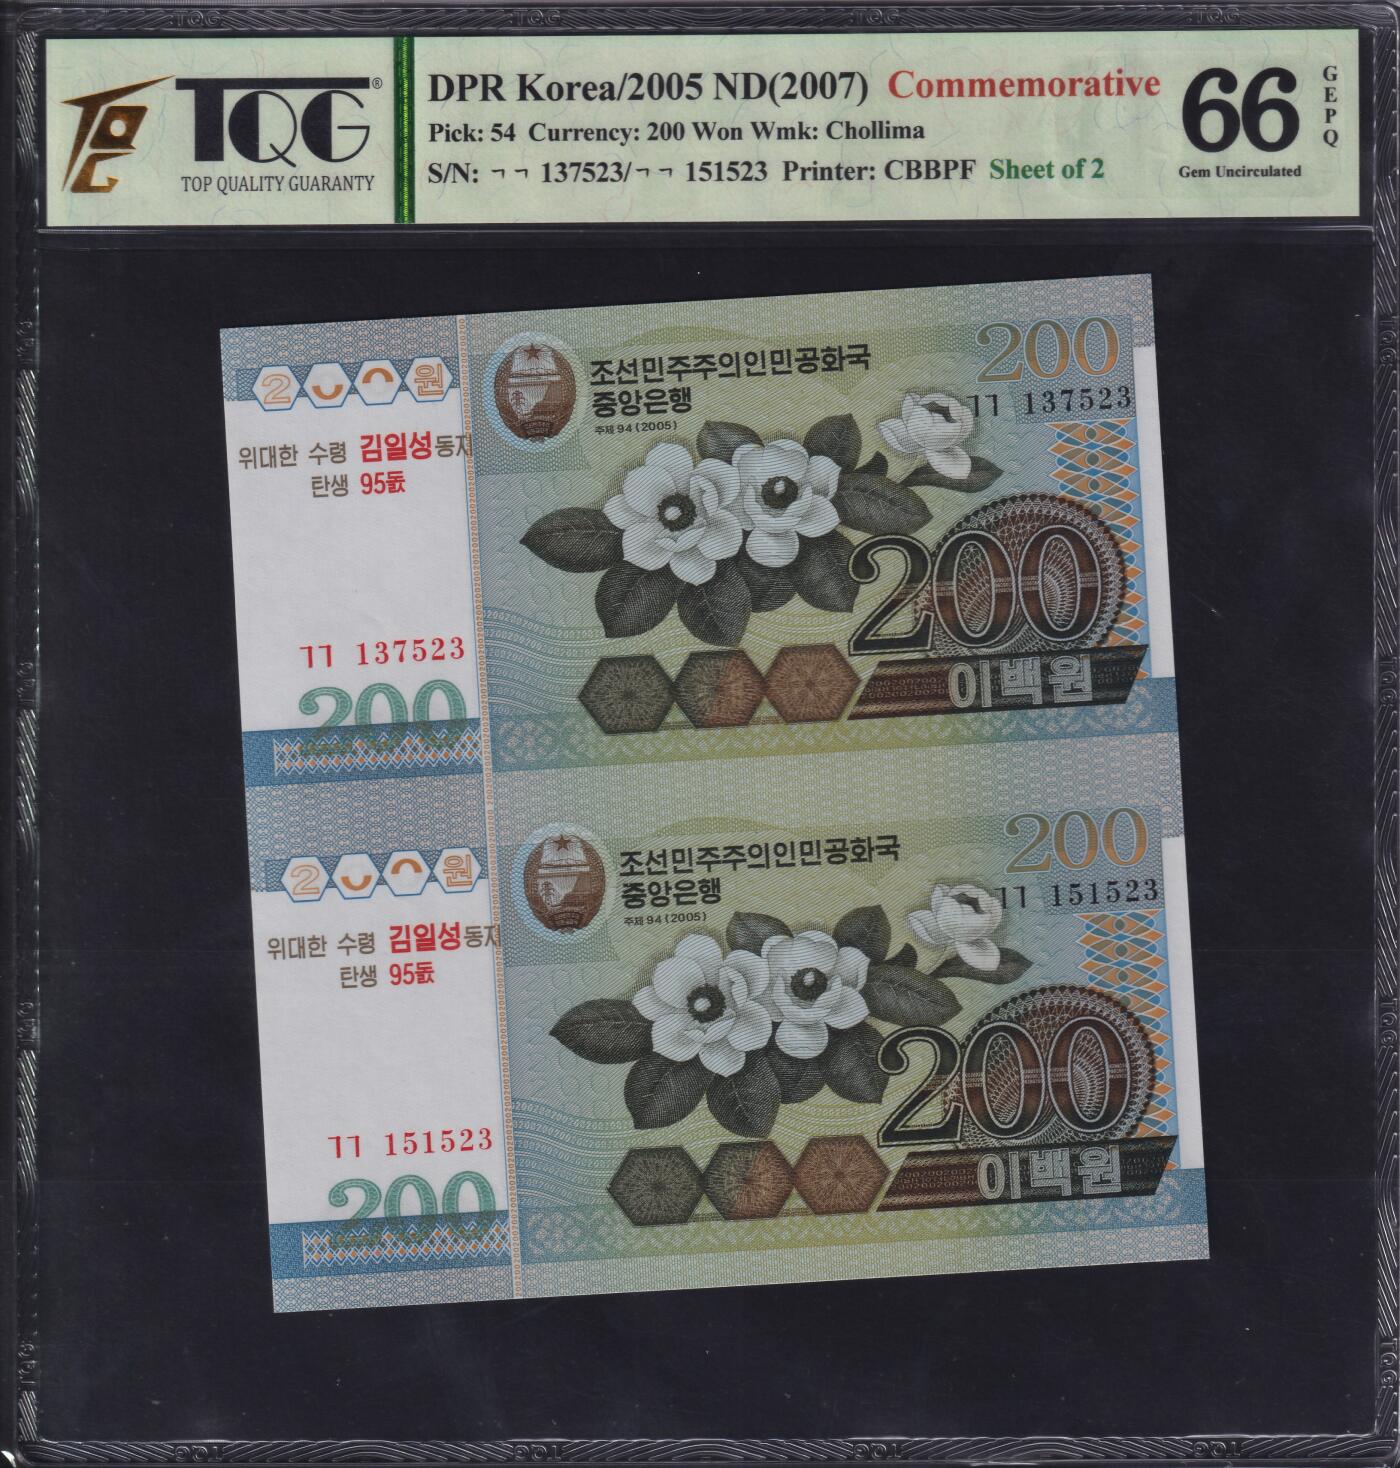 TQG®
TOP QUALITY GUARANTY
DPR Korea/2005 ND(2007) Commemorative
Pick: 54 Currency: 200 Won Wmk: Chollima
S/N: ㄱㄱ 137523/ㄱㄱ 151523 Printer: CBBPF Sheet of 2
66
GEPQ
Gem Uncirculated
200원
위대한 수령 김일성동지
탄생 95돐
ㄱㄱ 137523
200
조선민주주의인민공화국
중앙은행
주체 94 (2005)
200
ㄱㄱ 137523
200
이백원
200원
위대한 수령 김일성동지
탄생 95돐
ㄱㄱ 151523
200
조선민주주의인민공화국
중앙은행
주체 94 (2005)
200
ㄱㄱ 151523
200
이백원